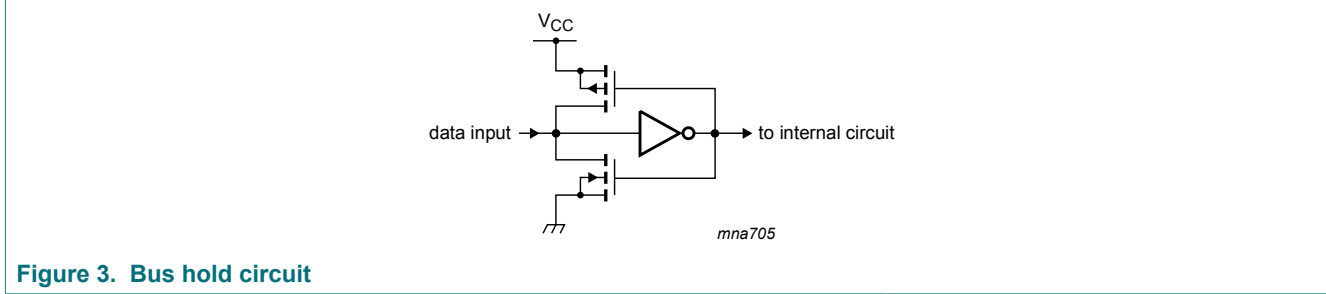 VCC
data input
to internal circuit
mna705
Figure 3. Bus hold circuit